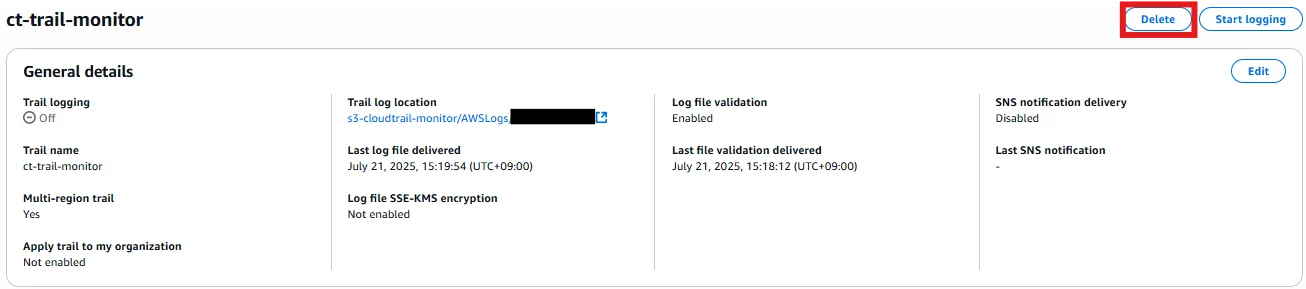 ct-trail-monitor
Delete
Start logging
General details
Edit
Trail logging
Off
Trail name
ct-trail-monitor
Multi-region trail
Yes
Apply trail to my organization
Not enabled
Trail log location
s3-cloudtrail-monitor/AWSLogs/
Last log file delivered
July 21, 2025, 15:19:54 (UTC+09:00)
Log file SSE-KMS encryption
Not enabled
Log file validation
Enabled
Last file validation delivered
July 21, 2025, 15:18:12 (UTC+09:00)
SNS notification delivery
Disabled
Last SNS notification
-